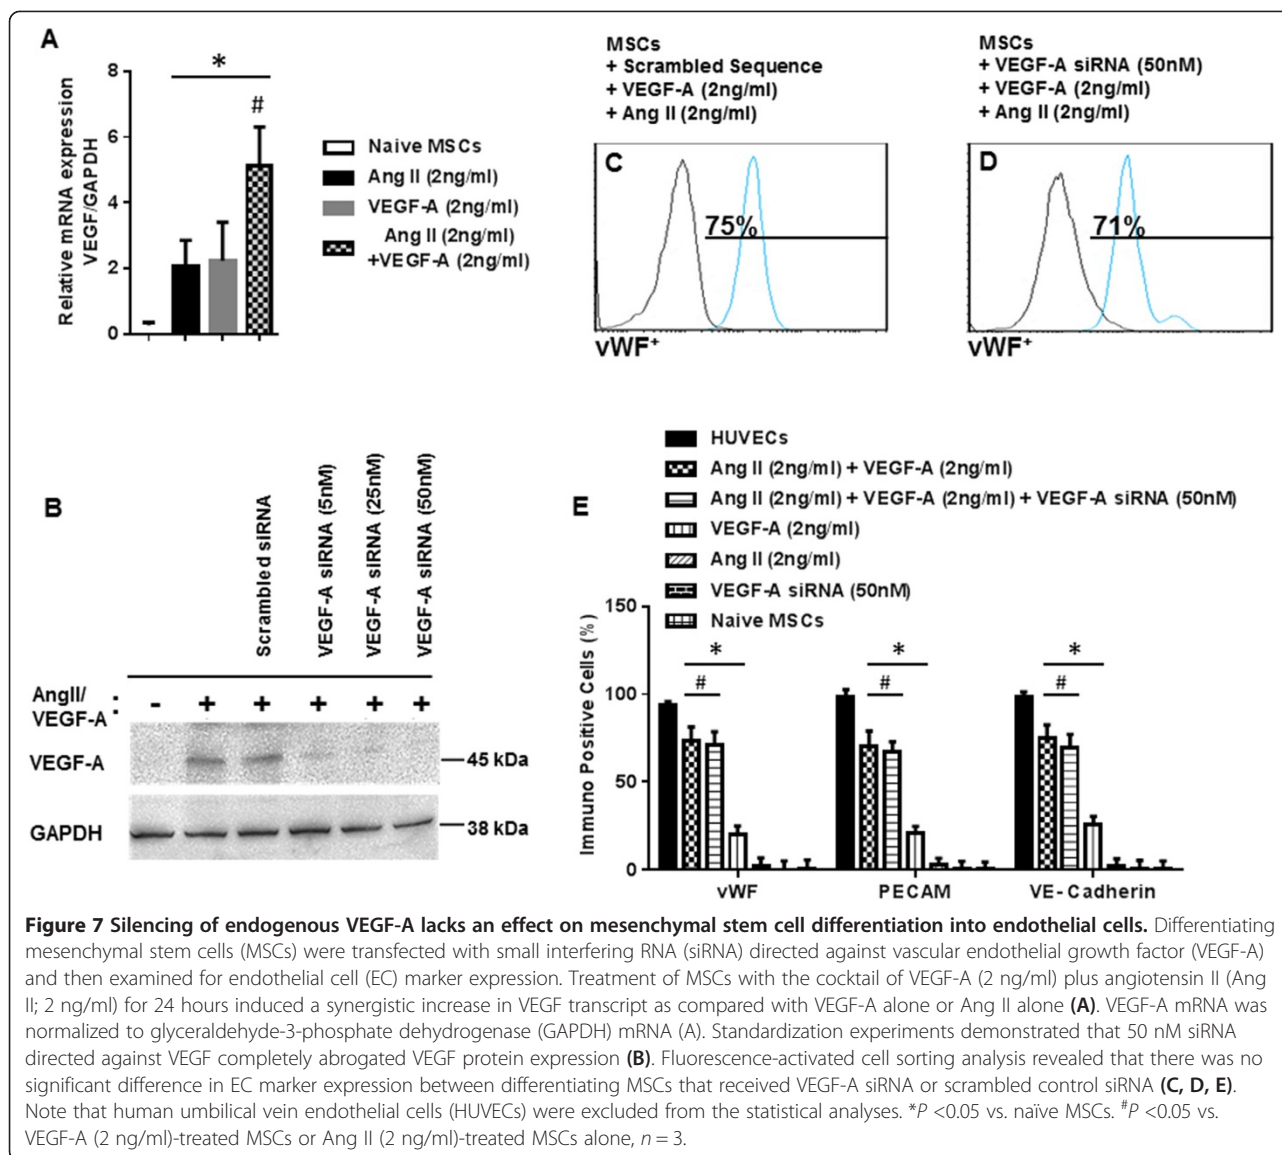 A
*
#
8
6
4
2
0
Relative mRNA expression
VEGF/GAPDH
Naive MSCs
Ang II (2ng/ml)
VEGF-A (2ng/ml)
Ang II (2ng/ml)
+VEGF-A (2ng/ml)
MSCs
+ Scrambled Sequence
+ VEGF-A (2ng/ml)
+ Ang II (2ng/ml)
C
75%
vWF+
MSCs
+ VEGF-A siRNA (50nM)
+ VEGF-A (2ng/ml)
+ Ang II (2ng/ml)
D
71%
vWF+
B
Scrambled siRNA
VEGF-A siRNA (5nM)
VEGF-A siRNA (25nM)
VEGF-A siRNA (50nM)
AngII/
VEGF-A : - + + + + +
VEGF-A
45 kDa
GAPDH
38 kDa
E
HUVECs
Ang II (2ng/ml) + VEGF-A (2ng/ml)
Ang II (2ng/ml) + VEGF-A (2ng/ml) + VEGF-A siRNA (50nM)
VEGF-A (2ng/ml)
Ang II (2ng/ml)
VEGF-A siRNA (50nM)
Naive MSCs
Immuno Positive Cells (%)
150
100
50
0
* * *
# # #
vWF PECAM VE-Cadherin
Figure 7 Silencing of endogenous VEGF-A lacks an effect on mesenchymal stem cell differentiation into endothelial cells. Differentiating
mesenchymal stem cells (MSCs) were transfected with small interfering RNA (siRNA) directed against vascular endothelial growth factor (VEGF-A)
and then examined for endothelial cell (EC) marker expression. Treatment of MSCs with the cocktail of VEGF-A (2 ng/ml) plus angiotensin II (Ang
II; 2 ng/ml) for 24 hours induced a synergistic increase in VEGF transcript as compared with VEGF-A alone or Ang II alone (A). VEGF-A mRNA was
normalized to glyceraldehyde-3-phosphate dehydrogenase (GAPDH) mRNA (A). Standardization experiments demonstrated that 50 nM siRNA
directed against VEGF completely abrogated VEGF protein expression (B). Fluorescence-activated cell sorting analysis revealed that there was no
significant difference in EC marker expression between differentiating MSCs that received VEGF-A siRNA or scrambled control siRNA (C, D, E).
Note that human umbilical vein endothelial cells (HUVECs) were excluded from the statistical analyses. *P <0.05 vs. naïve MSCs. #P <0.05 vs.
VEGF-A (2 ng/ml)-treated MSCs or Ang II (2 ng/ml)-treated MSCs alone, n = 3.